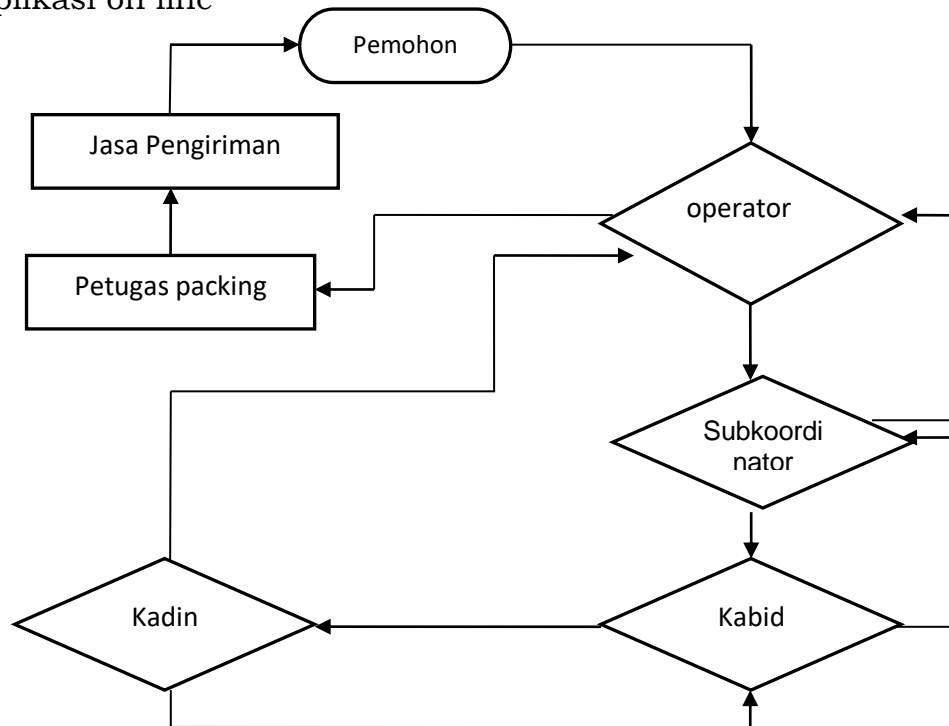 Pemohon
Jasa Pengiriman
operator
Petugas packing
Subkoordi
nator
Kadin
Kabid